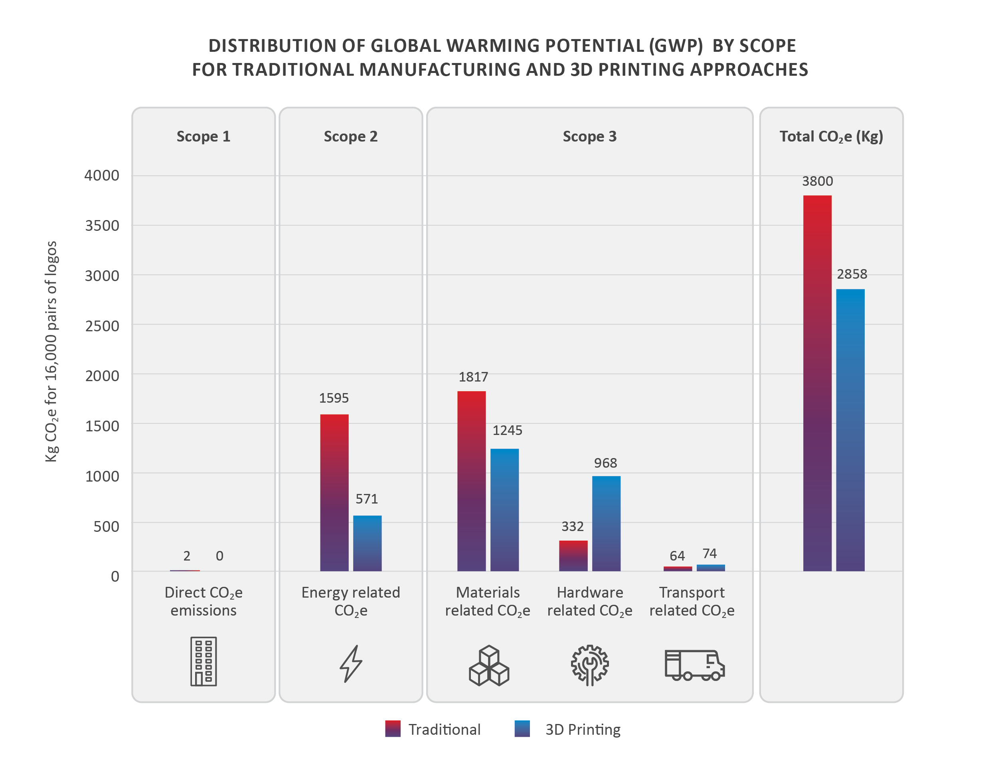 DISTRIBUTION OF GLOBAL WARMING POTENTIAL (GWP) BY SCOPE
FOR TRADITIONAL MANUFACTURING AND 3D PRINTING APPROACHES
Scope 1
Scope 2
Scope 3
Total CO₂e (Kg)
Kg CO₂e for 16,000 pairs of logos
4000
3500
3000
2500
2000
1500
1000
500
0
2
0
1595
571
1817
1245
332
968
64
74
3800
2858
Direct CO₂e
emissions
Energy related
CO₂e
Materials
related CO₂e
Hardware
related CO₂e
Transport
related CO₂e
Traditional
3D Printing